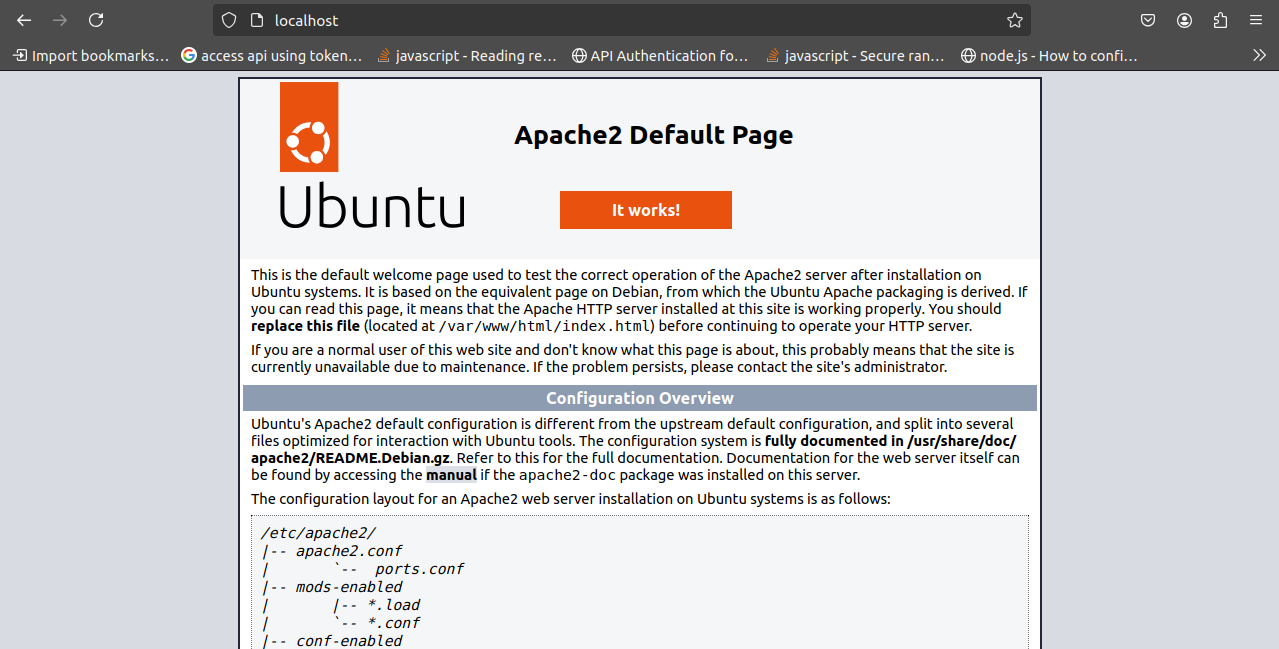 localhost
Import bookmarks... access api using token... javascript - Reading re... API Authentication fo... javascript - Secure ran... node.js - How to confi...
Apache2 Default Page
Ubuntu
It works!
This is the default welcome page used to test the correct operation of the Apache2 server after installation on
Ubuntu systems. It is based on the equivalent page on Debian, from which the Ubuntu Apache packaging is derived. If
you can read this page, it means that the Apache HTTP server installed at this site is working properly. You should
replace this file (located at /var/www/html/index.html) before continuing to operate your HTTP server.
If you are a normal user of this web site and don't know what this page is about, this probably means that the site is
currently unavailable due to maintenance. If the problem persists, please contact the site's administrator.
Configuration Overview
Ubuntu's Apache2 default configuration is different from the upstream default configuration, and split into several
files optimized for interaction with Ubuntu tools. The configuration system is fully documented in /usr/share/doc/
apache2/README.Debian.gz. Refer to this for the full documentation. Documentation for the web server itself can
be found by accessing the manual if the apache2-doc package was installed on this server.
The configuration layout for an Apache2 web server installation on Ubuntu systems is as follows:
/etc/apache2/
|-- apache2.conf
|       `--  ports.conf
|-- mods-enabled
|       |-- *.load
|       `-- *.conf
|-- conf-enabled